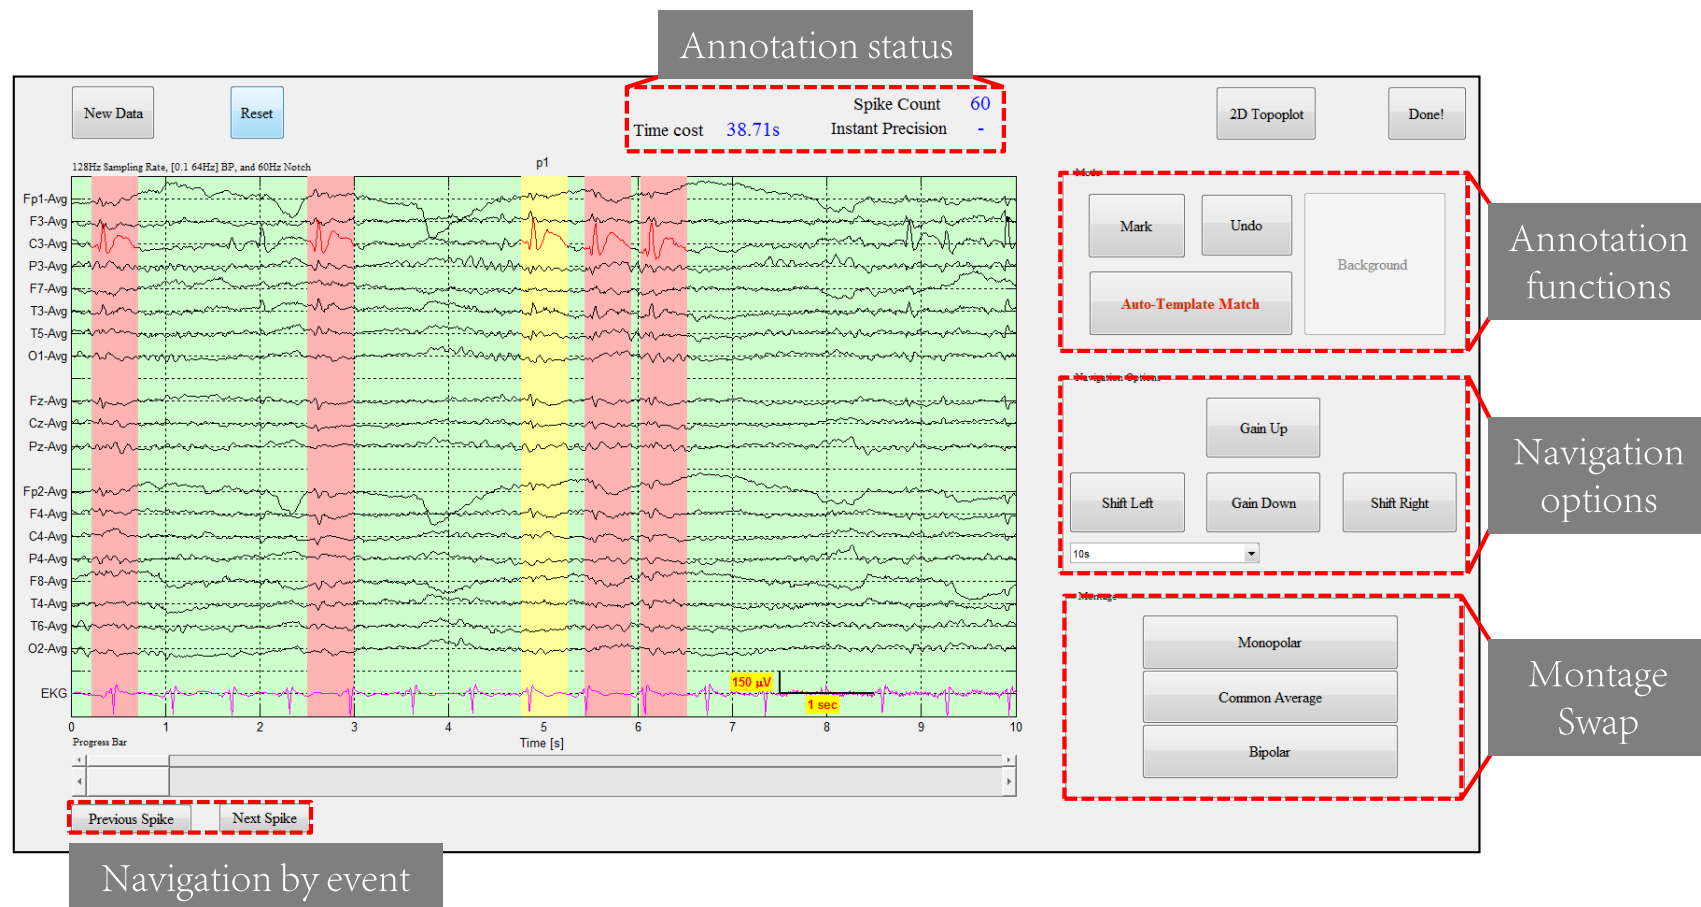 Annotation status
New Data
Reset
Spike Count 60
Time cost 38.71s Instant Precision -
2D Topoplot
Done!
128Hz Sampling Rate, [0.1 64Hz] BP, and 60Hz Notch
p1
Fp1-Avg
F3-Avg
C3-Avg
P3-Avg
F7-Avg
T3-Avg
T5-Avg
O1-Avg
Fz-Avg
Cz-Avg
Pz-Avg
Fp2-Avg
F4-Avg
C4-Avg
P4-Avg
F8-Avg
T4-Avg
T6-Avg
O2-Avg
EKG
150 µV
1 sec
0 1 2 3 4 5 6 7 8 9 10
Time [s]
Progress Bar
Previous Spike
Next Spike
Navigation by event
Mode
Mark
Undo
Background
Auto-Template Match
Annotation
functions
Navigation Options
Gain Up
Shift Left
Gain Down
Shift Right
10s
Navigation
options
Montage
Monopolar
Common Average
Bipolar
Montage
Swap